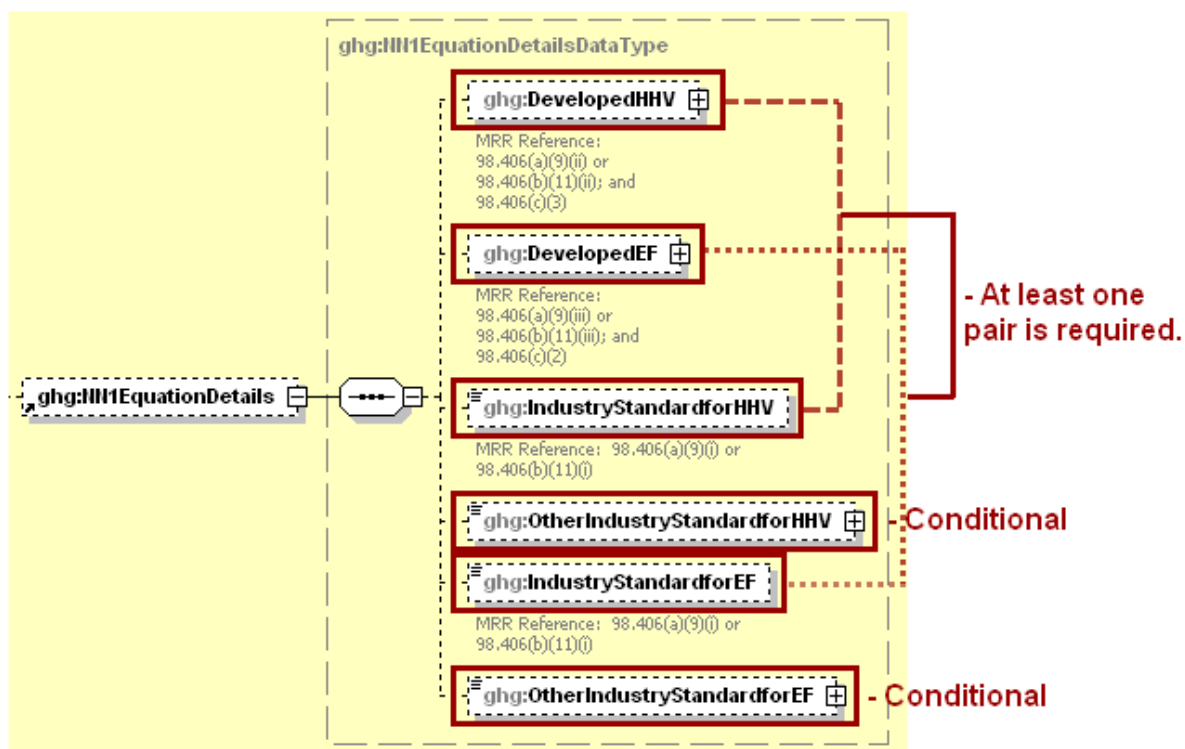 ghg:NN1EquationDetailsDataType
ghg:DevelopedHHV
MRR Reference:
98.406(a)(9)(ii) or
98.406(b)(11)(ii); and
98.406(c)(3)
ghg:DevelopedEF
MRR Reference:
98.406(a)(9)(iii) or
98.406(b)(11)(iii); and
98.406(c)(2)
- At least one
pair is required.
ghg:NN1EquationDetails
ghg:IndustryStandardforHHV
MRR Reference: 98.406(a)(9)(i) or
98.406(b)(11)(i)
ghg:OtherIndustryStandardforHHV
- Conditional
ghg:IndustryStandardforEF
MRR Reference: 98.406(a)(9)(i) or
98.406(b)(11)(i)
ghg:OtherIndustryStandardforEF
- Conditional